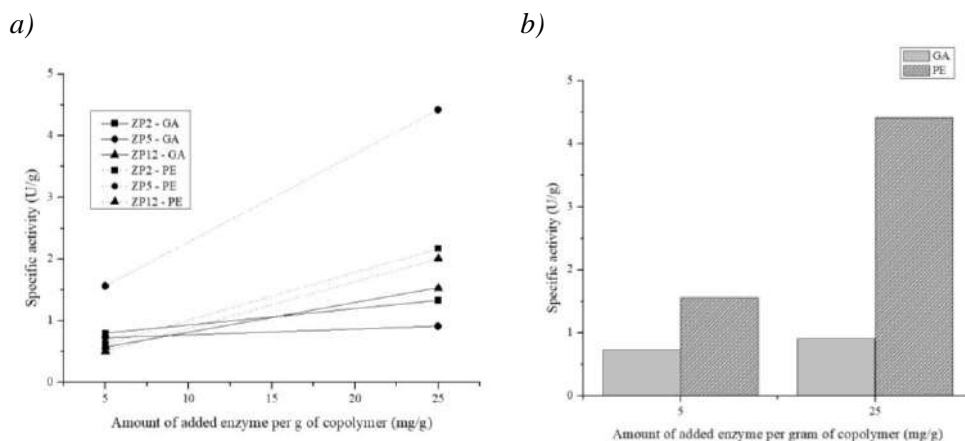 a)
5
4
3
2
1
0
Specific activity (U/g)
ZP2 - GA
ZP5 - GA
ZP12 - GA
ZP2 - PE
ZP5 - PE
ZP12 - PE
5 10 15 20 25
Amount of added enzyme per g of copolymer (mg/g)
b)
GA
PE
5
4
3
2
1
0
Specific activity (U/g)
5 25
Amount of added enzyme per gram of copolymer (mg/g)